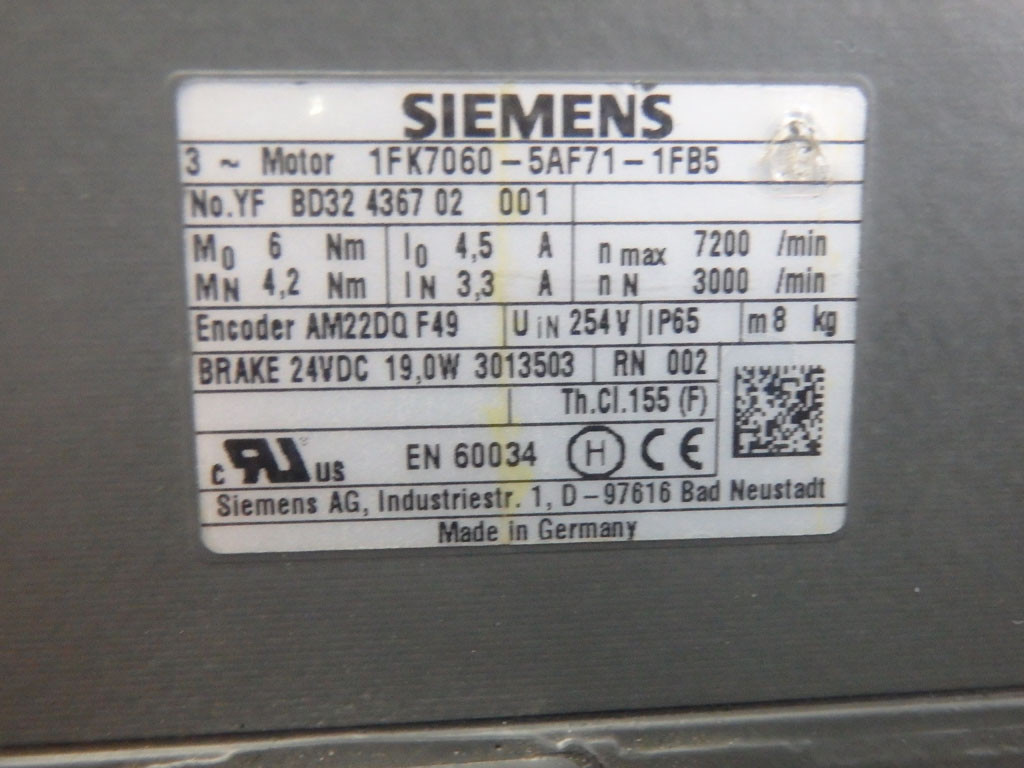 SIEMENS
3 ~ Motor 1FK7060-5AF71-1FB5
No.YF BD32 4367 02 001
M0 6 Nm I0 4,5 A n max 7200 /min
MN 4,2 Nm IN 3,3 A n N 3000 /min
Encoder AM22DQ F49 U iN 254 V IP65 m 8 kg
BRAKE 24VDC 19,0W 3013503 RN 002
Th.Cl.155 (F)
c RU US EN 60034 H CE
Siemens AG, Industriestr. 1, D-97616 Bad Neustadt
Made in Germany